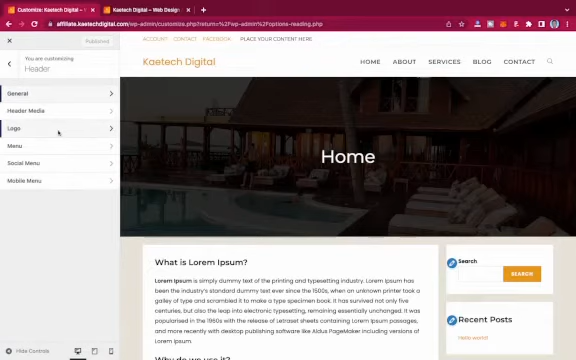 Customize: Kaetech Digital –
Kaetech Digital – Web Design
affiliate.kaetechdigital.com/wp-admin/customize.php?return=%2Fwp-admin%2Foptions-reading.php
Published
You are customizing
Header
General
Header Media
Logo
Menu
Social Menu
Mobile Menu
Hide Controls
ACCOUNT CONTACT FACEBOOK PLACE YOUR CONTENT HERE
Kaetech Digital
HOME ABOUT SERVICES BLOG CONTACT
Home
What is Lorem Ipsum?
Lorem Ipsum is simply dummy text of the printing and typesetting industry. Lorem Ipsum has
been the industry's standard dummy text ever since the 1500s, when an unknown printer took a
galley of type and scrambled it to make a type specimen book. It has survived not only five
centuries, but also the leap into electronic typesetting, remaining essentially unchanged. It was
popularised in the 1960s with the release of Letraset sheets containing Lorem Ipsum passages,
and more recently with desktop publishing software like Aldus PageMaker including versions of
Lorem Ipsum.
Why do we use it?
Search
SEARCH
Recent Posts
Hello world!